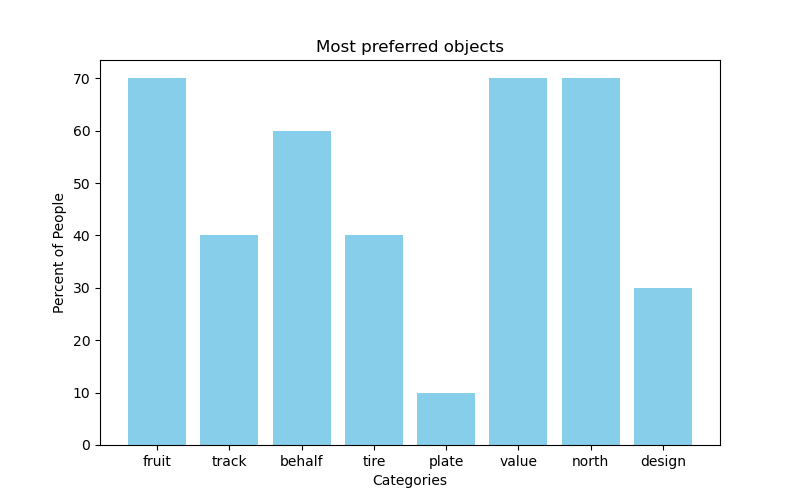 Most preferred objects
Percent of People
70
60
50
40
30
20
10
0
fruit track behalf tire plate value north design
Categories